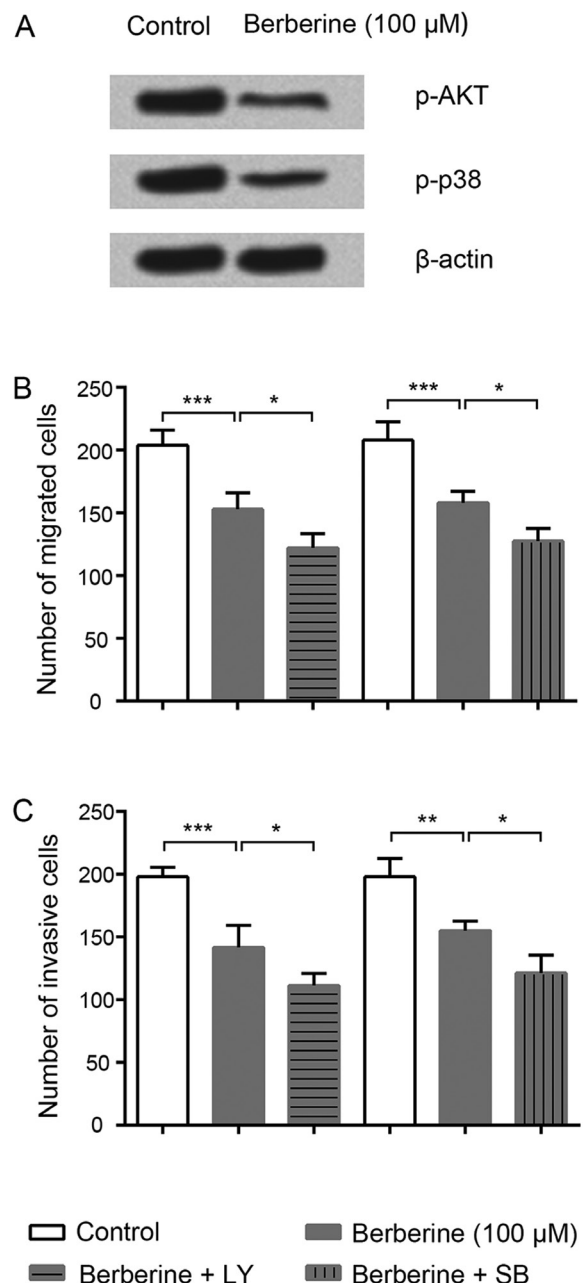 A
Control Berberine (100 µM)
p-AKT
p-p38
β-actin
B
Number of migrated cells
250
200
150
100
50
0
*** * *** *
C
Number of invasive cells
250
200
150
100
50
0
*** * ** *
Control Berberine (100 µM)
Berberine + LY Berberine + SB